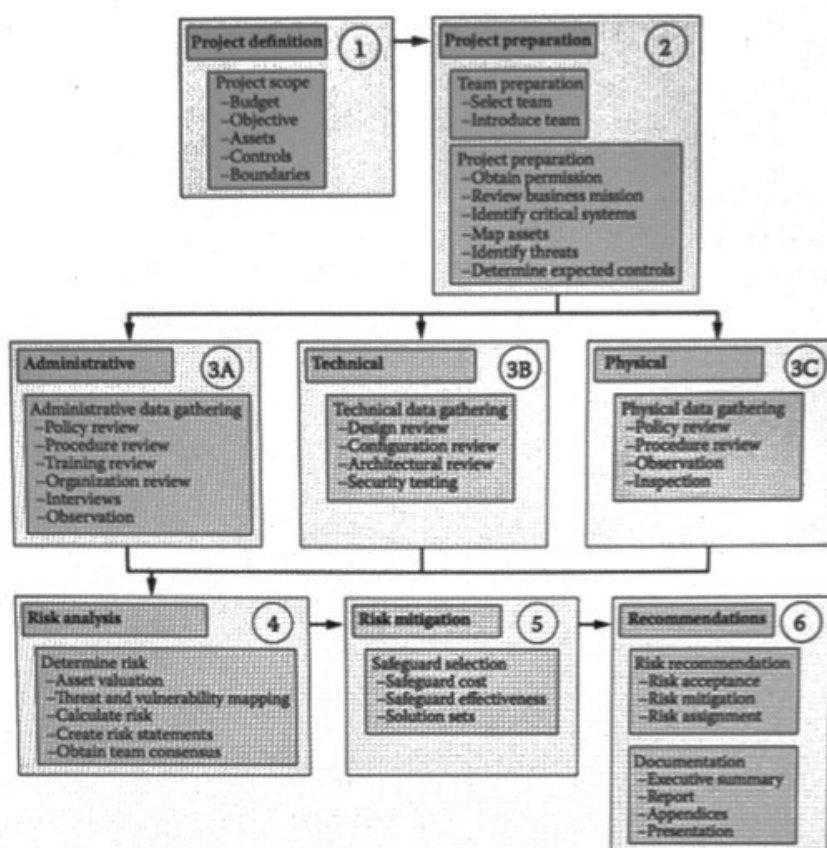 Project definition
1
Project scope
–Budget
–Objective
–Assets
–Controls
–Boundaries
Project preparation
2
Team preparation
–Select team
–Introduce team
Project preparation
–Obtain permission
–Review business mission
–Identify critical systems
–Map assets
–Identify threats
–Determine expected controls
Administrative
3A
Administrative data gathering
–Policy review
–Procedure review
–Training review
–Organization review
–Interviews
–Observation
Technical
3B
Technical data gathering
–Design review
–Configuration review
–Architectural review
–Security testing
Physical
3C
Physical data gathering
–Policy review
–Procedure review
–Observation
–Inspection
Risk analysis
4
Determine risk
–Asset valuation
–Threat and vulnerability mapping
–Calculate risk
–Create risk statements
–Obtain team consensus
Risk mitigation
5
Safeguard selection
–Safeguard cost
–Safeguard effectiveness
–Solution sets
Recommendations
6
Risk recommendation
–Risk acceptance
–Risk mitigation
–Risk assignment
Documentation
–Executive summary
–Report
–Appendices
–Presentation